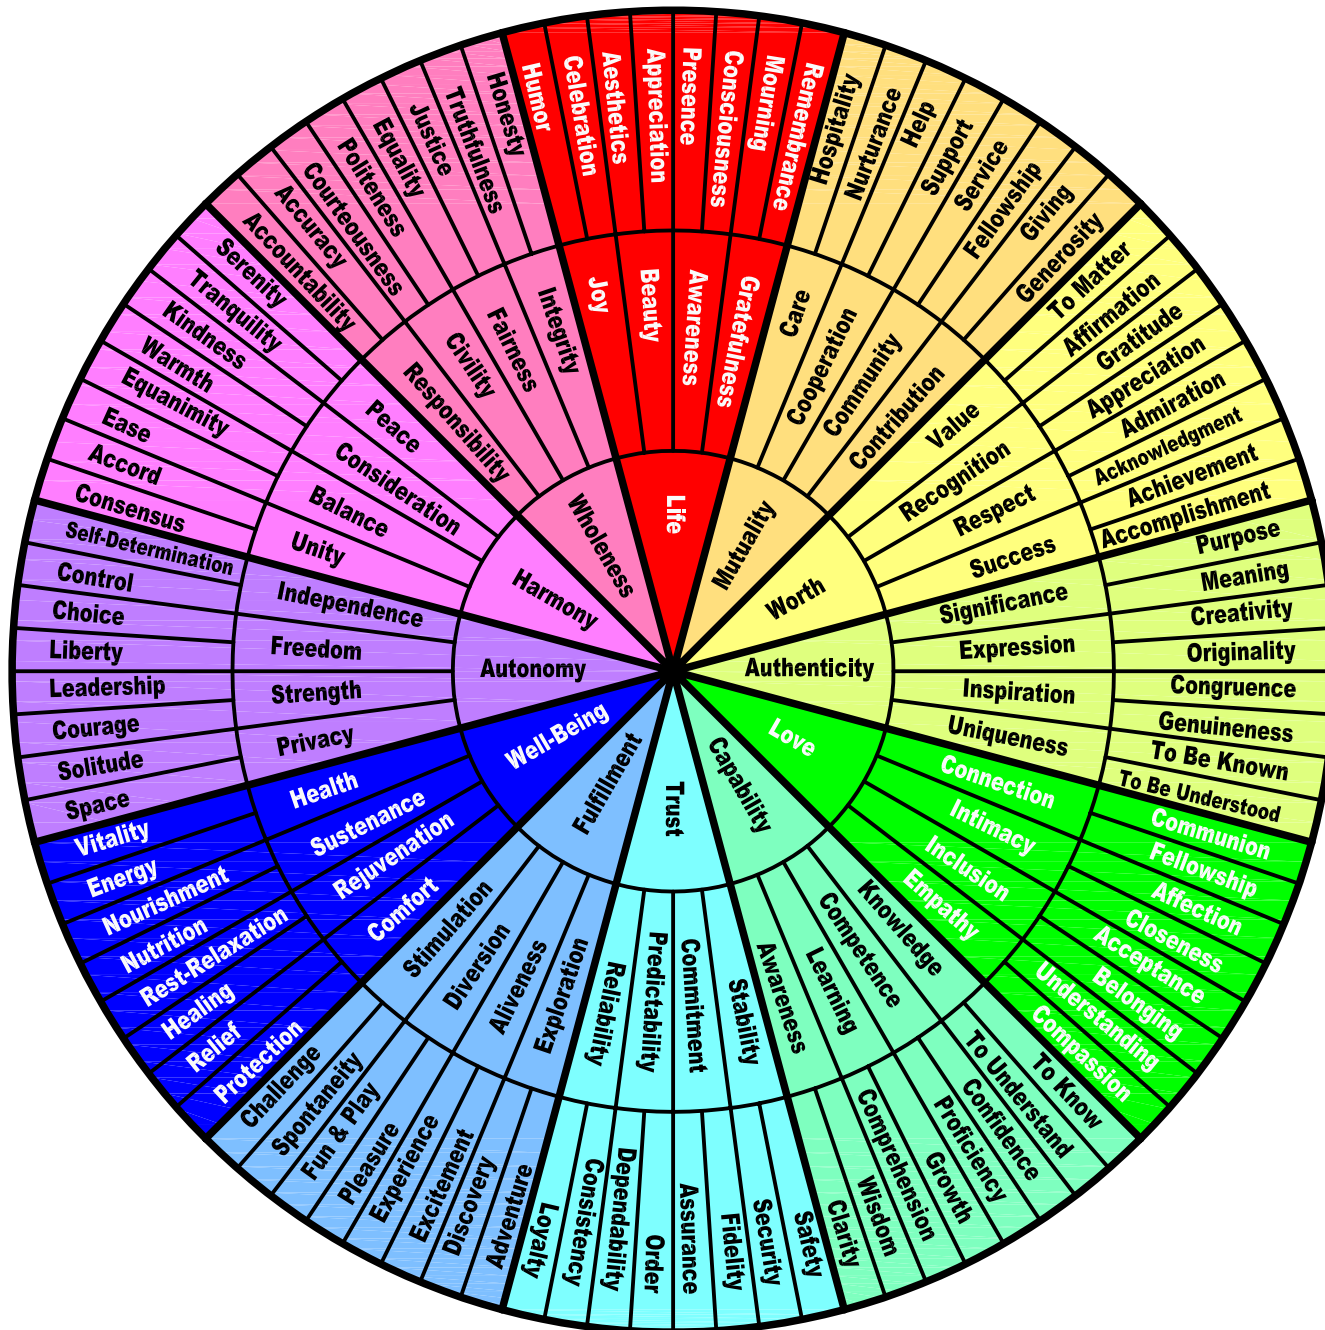 Life
Joy
Beauty
Awareness
Gratefulness
Humor
Celebration
Aesthetics
Appreciation
Presence
Consciousness
Mourning
Remembrance
Mutuality
Care
Cooperation
Community
Contribution
Hospitality
Nurturance
Help
Support
Service
Fellowship
Giving
Generosity
Worth
Value
Recognition
Respect
Success
To Matter
Affirmation
Gratitude
Appreciation
Admiration
Acknowledgment
Achievement
Accomplishment
Authenticity
Significance
Expression
Inspiration
Uniqueness
Purpose
Meaning
Creativity
Originality
Congruence
Genuineness
To Be Known
To Be Understood
Love
Connection
Intimacy
Inclusion
Empathy
Communion
Fellowship
Affection
Closeness
Acceptance
Belonging
Understanding
Compassion
Capability
Knowledge
Competence
Learning
Awareness
To Know
To Understand
Confidence
Proficiency
Growth
Comprehension
Wisdom
Clarity
Trust
Stability
Commitment
Predictability
Reliability
Safety
Security
Fidelity
Assurance
Order
Dependability
Consistency
Loyalty
Fulfillment
Exploration
Aliveness
Diversion
Stimulation
Adventure
Discovery
Excitement
Experience
Pleasure
Fun & Play
Spontaneity
Challenge
Well-Being
Comfort
Rejuvenation
Sustenance
Health
Protection
Relief
Healing
Rest-Relaxation
Nutrition
Nourishment
Energy
Vitality
Autonomy
Privacy
Strength
Freedom
Independence
Space
Solitude
Courage
Leadership
Liberty
Choice
Control
Self-Determination
Harmony
Unity
Balance
Consideration
Peace
Consensus
Accord
Ease
Equanimity
Warmth
Kindness
Tranquility
Serenity
Wholeness
Responsibility
Civility
Fairness
Integrity
Accountability
Accuracy
Courteousness
Politeness
Equality
Justice
Truthfulness
Honesty